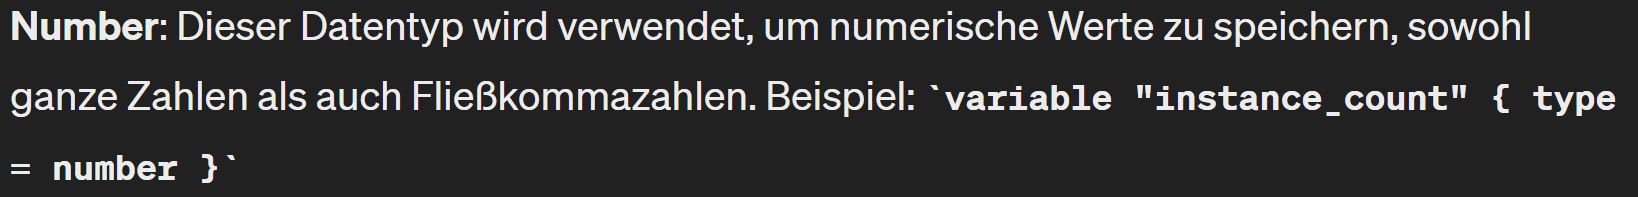 Number: Dieser Datentyp wird verwendet, um numerische Werte zu speichern, sowohl
ganze Zahlen als auch Fließkommazahlen. Beispiel: `variable "instance_count" { type
= number }`